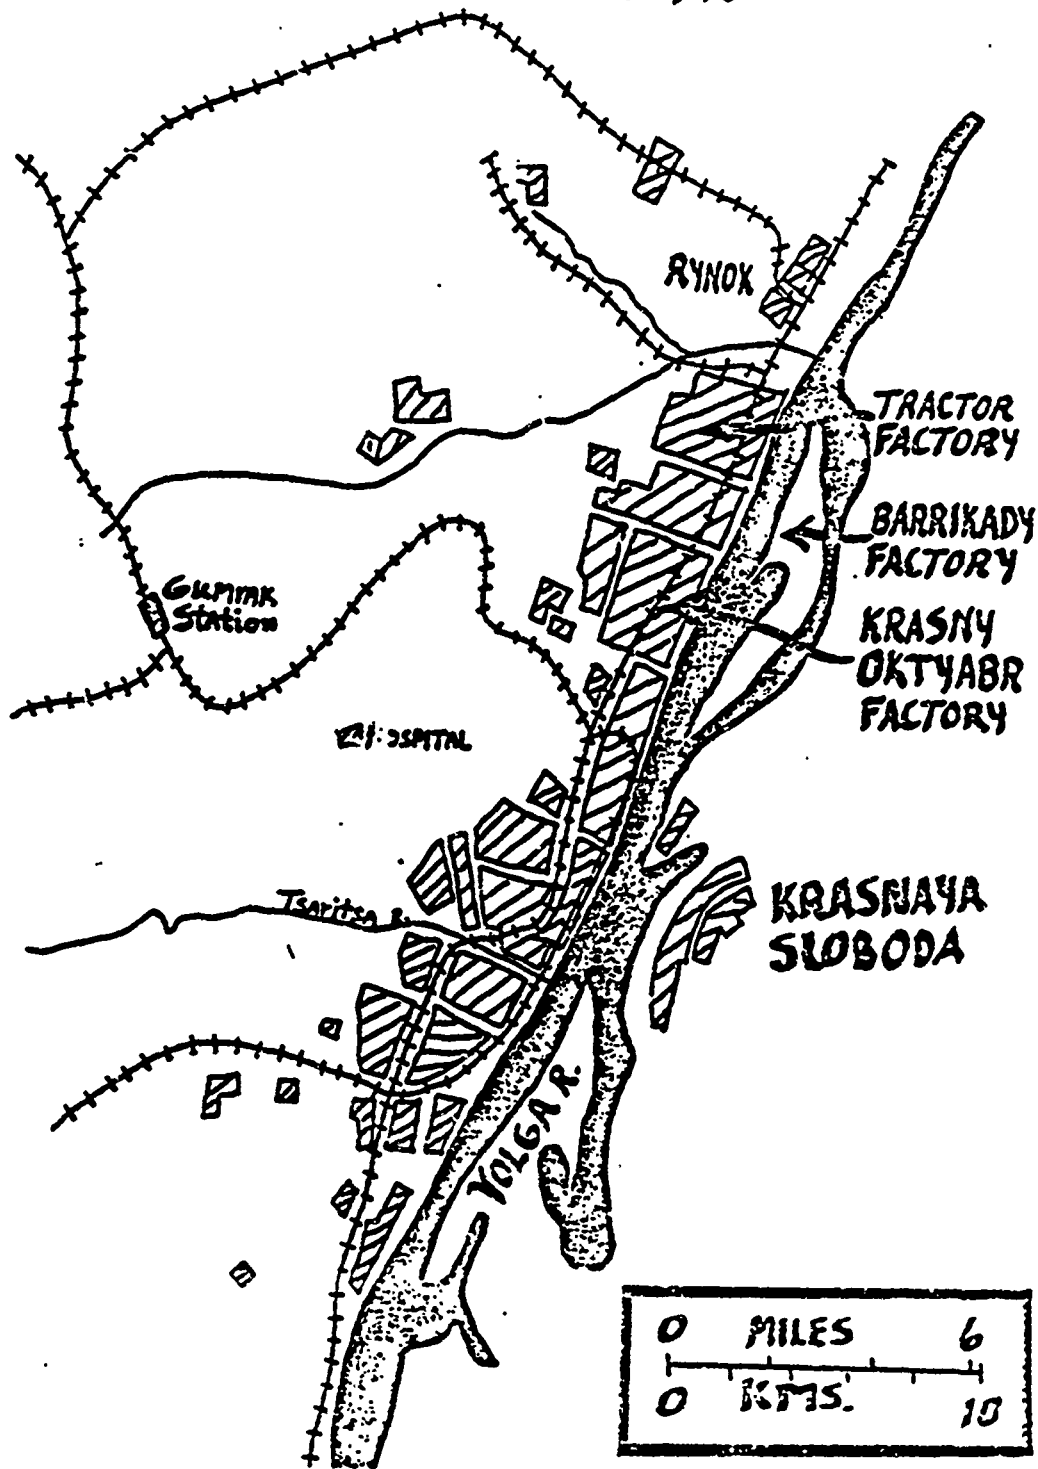 RYNOK
TRACTOR
FACTORY
BARRIKADY
FACTORY
GUMRAK
Station
KRASNY
OKTYABR
FACTORY
HOSPITAL
Tsaritsa R.
KRASNAYA
SLOBODA
VOLGA R.
0 MILES 6
0 KMS. 10